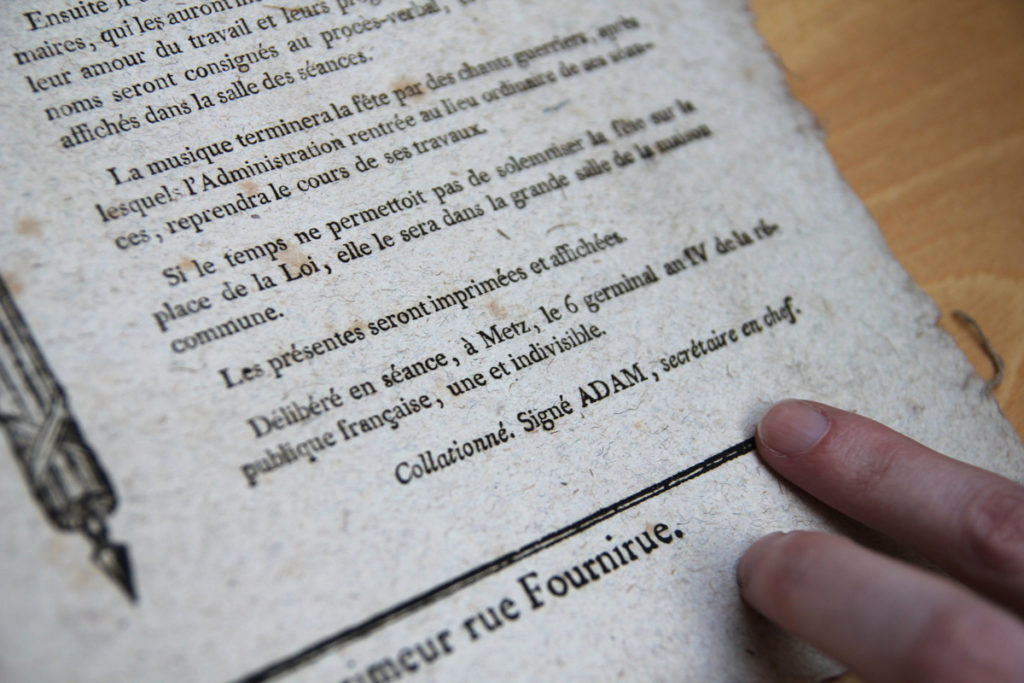 Ensuite il
maires, qui les auront
leur amour du travail et leurs
noms seront consignés au procès-verbal,
affichés dans la salle des séances.
La musique terminera la fête par des chants guerriers, après
lesquels l'Administration rentrée au lieu ordinaire de ses séan-
ces, reprendra le cours de ses travaux.
Si le temps ne permettoit pas de solemniser la fête sur la
place de la Loi, elle le sera dans la grande salle de la maison
commune.
Les présentes seront imprimées et affichées.
Délibéré en séance, à Metz, le 6 germinal an IV de la ré-
publique française, une et indivisible.
Collationné. Signé ADAM, secrétaire en chef.
rimeur rue Fournirue.